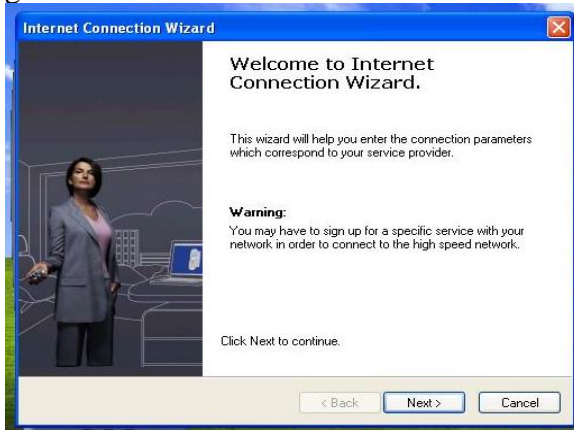 Internet Connection Wizard
Welcome to Internet
Connection Wizard.
This wizard will help you enter the connection parameters
which correspond to your service provider.
Warning:
You may have to sign up for a specific service with your
network in order to connect to the high speed network.
Click Next to continue.
< Back Next > Cancel